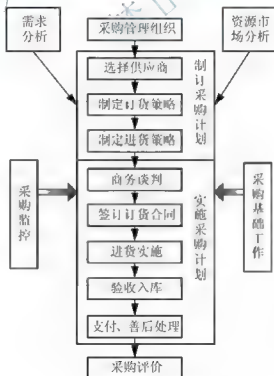 需求
分析
采购管理组织
资源市
场分析
选择供应商
制定订货策略
制定进货策略
制订采购计划
商务谈判
签订订货合同
进货实施
验收入库
支付、善后处理
实施采购计划
采购监控
采购基础工作
采购评价